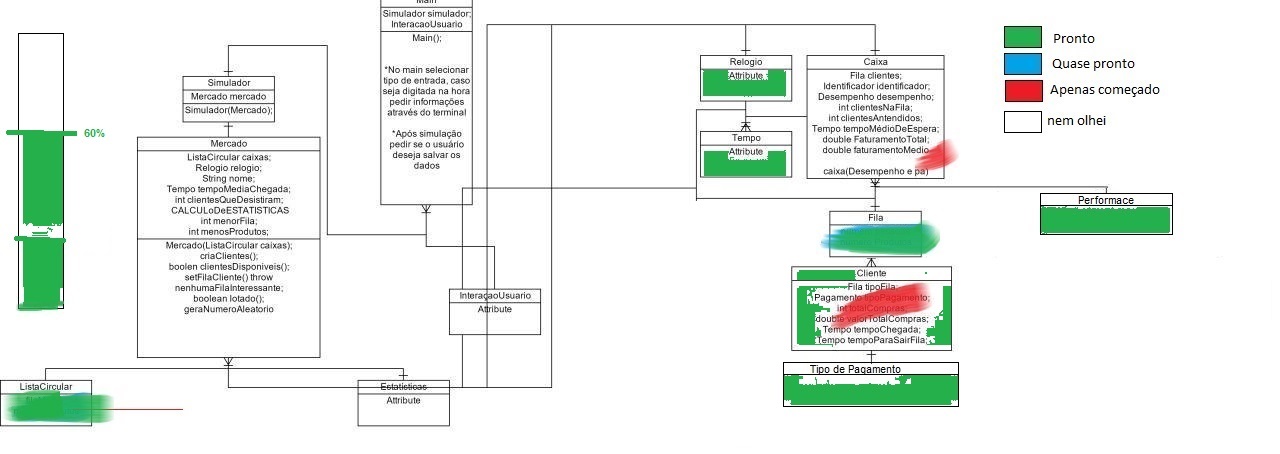 Main
Simulador simulador;
InteracaoUsuario
Main();
*No main selecionar
tipo de entrada, caso
seja digitada na hora
pedir informações
através do terminal
*Após simulação
pedir se o usuário
deseja salvar os
dados
60%
Simulador
Mercado mercado
Simulador(Mercado);
Mercado
ListaCircular caixas;
Relogio relogio;
String nome;
Tempo tempoMediaChegada;
int clientesQueDesistiram;
CALCULoDeESTATISTICAS
int menorFila;
int menosProdutos;
Mercado(ListaCircular caixas);
criaClientes();
boolen clientesDisponiveis();
setFilaCliente() throw
nenhumaFilaInteressante;
boolean lotado();
geraNumeroAleatorio
ListaCircular
Estatisticas
Attribute
InteraçaoUsuario
Attribute
Relogio
Attribute
Tempo
Attribute
Caixa
Fila clientes;
Identificador identificador;
Desempenho desempenho;
int clientesNaFila;
int clientesAntendidos;
Tempo tempoMédioDeEspera;
double FaturamentoTotal;
double faturamentoMedio
caixa(Desempenho e pa)
Performace
Fila
Cliente
Fila tipoFila;
Pagamento tipoPagamento;
int totalCompras;
double valorTotalCompras;
Tempo tempoChegada;
Tempo tempoParaSairFila;
Tipo de Pagamento
Pronto
Quase pronto
Apenas começado
nem olhei